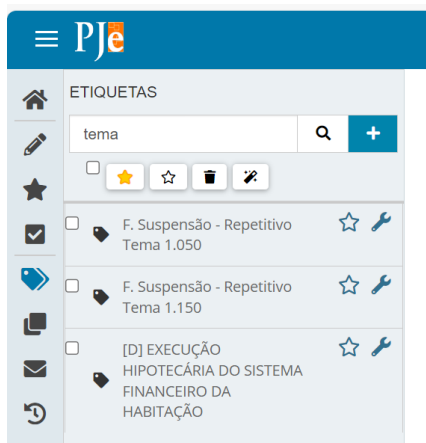 PJe
ETIQUETAS
tema
F. Suspensão - Repetitivo
Tema 1.050
F. Suspensão - Repetitivo
Tema 1.150
[D] EXECUÇÃO
HIPOTECÁRIA DO SISTEMA
FINANCEIRO DA
HABITAÇÃO